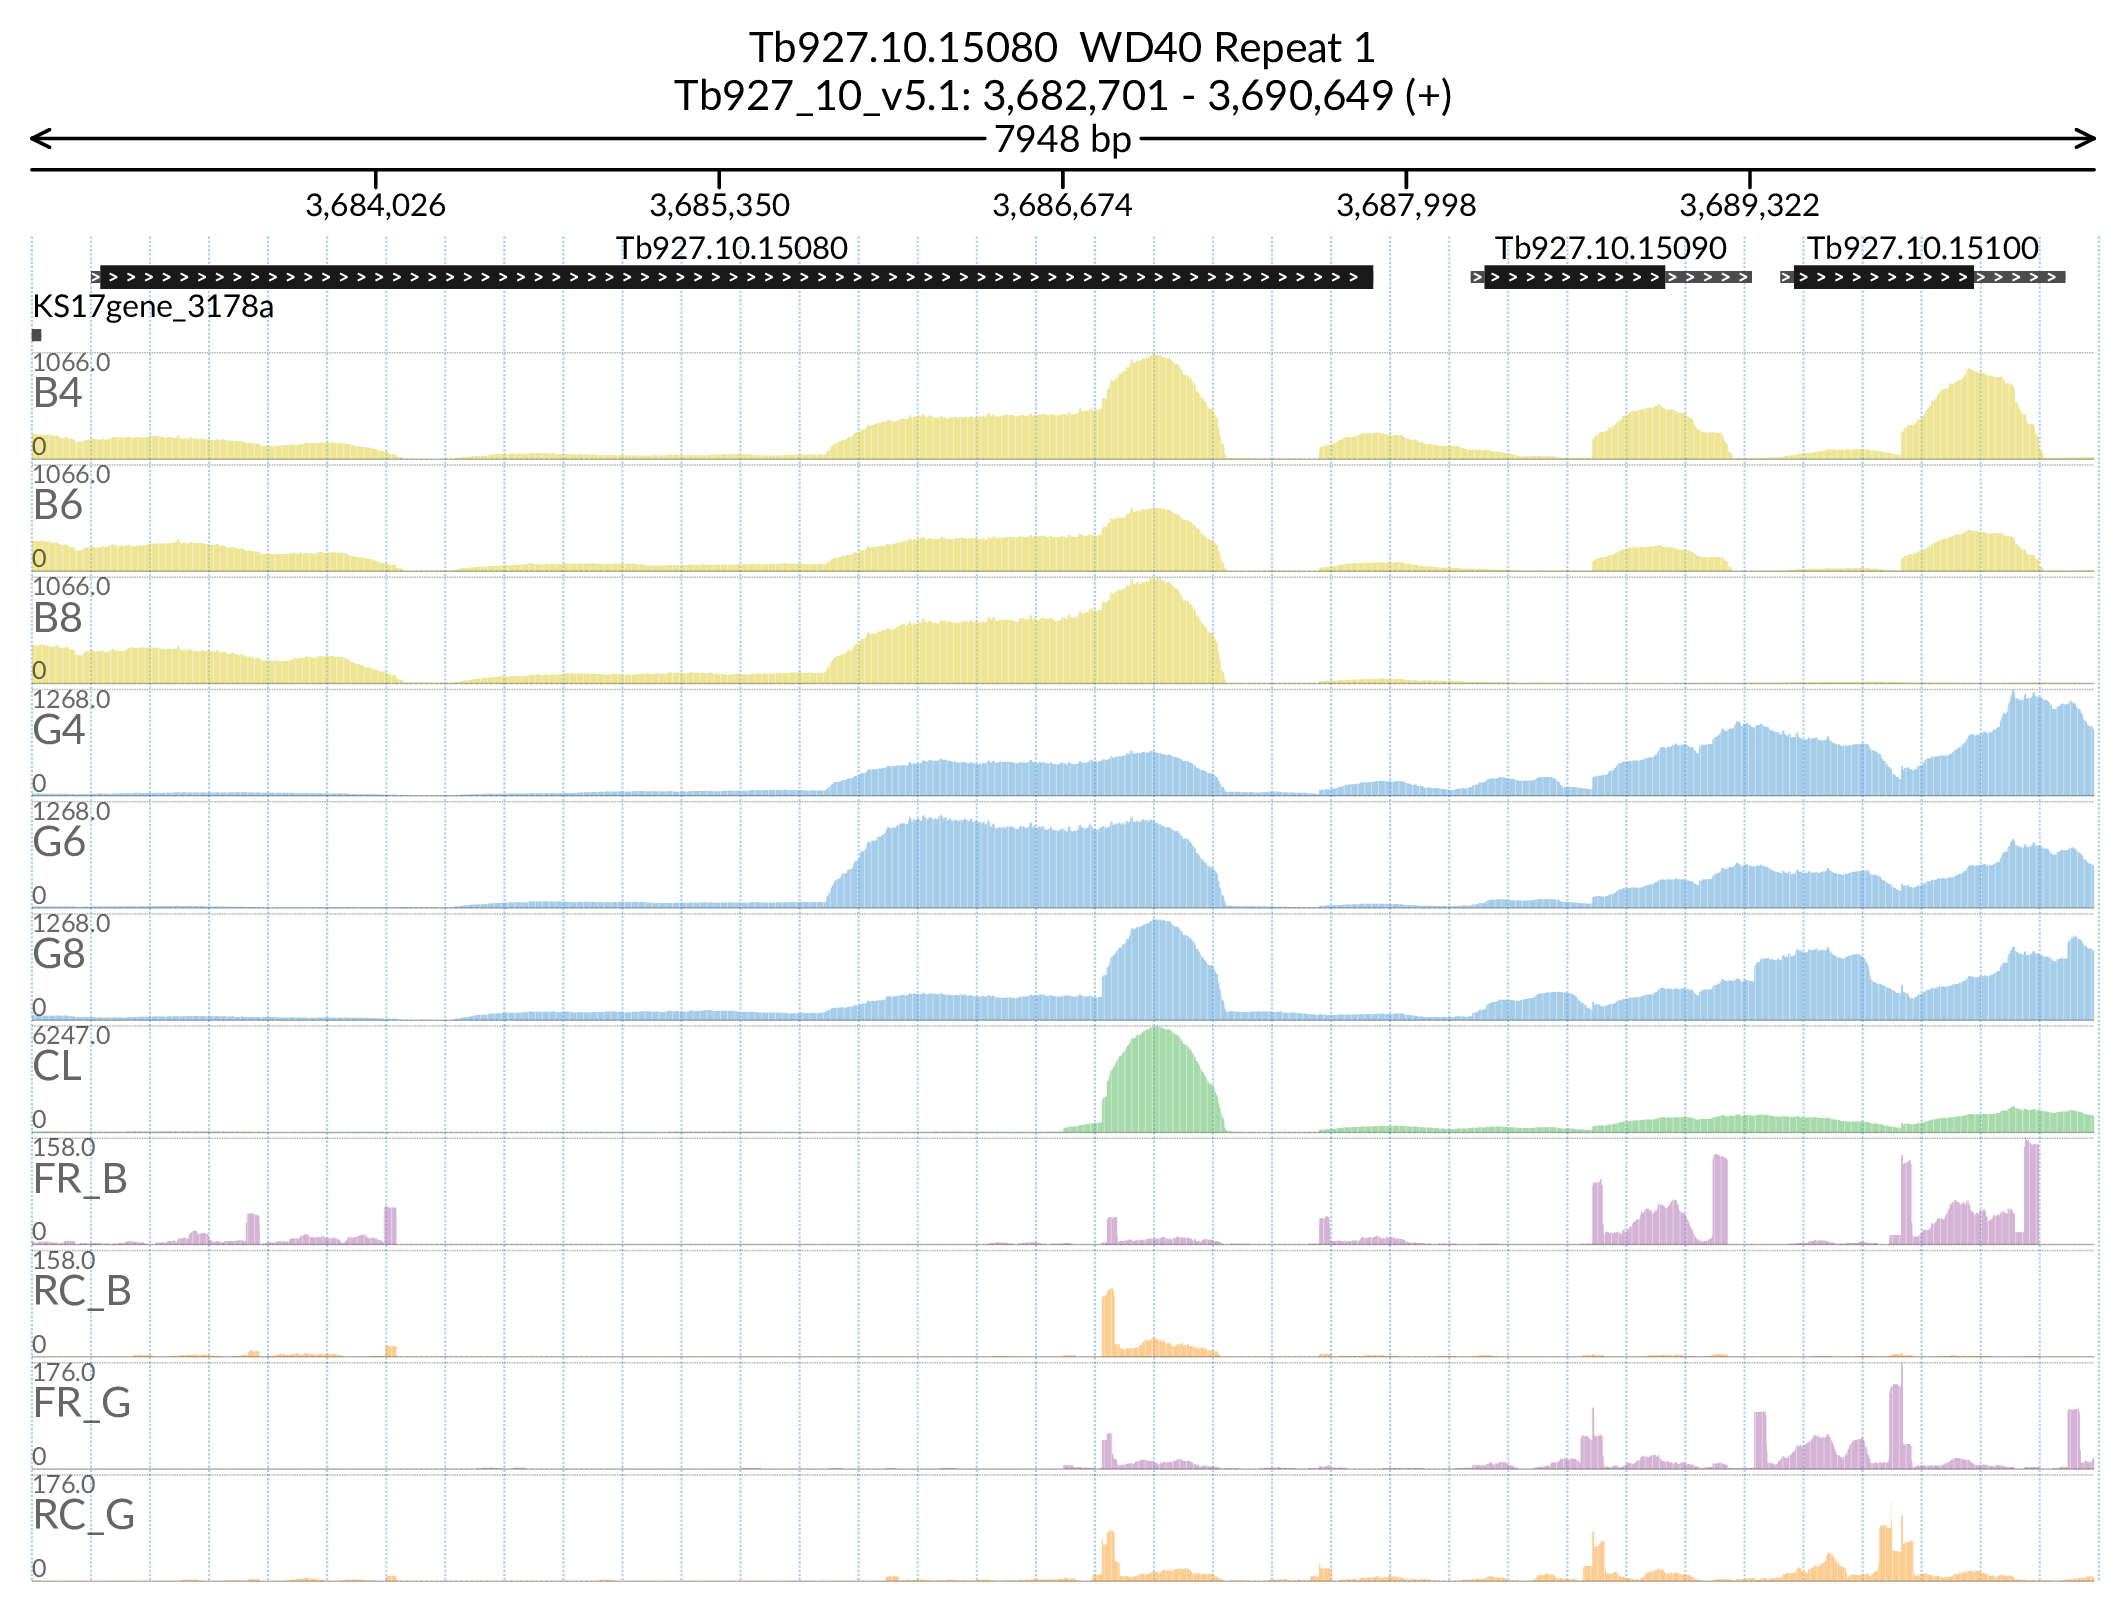 Tb927.10.15080  WD40 Repeat 1
Tb927_10_v5.1: 3,682,701 - 3,690,649 (+)
7948 bp
3,684,026 3,685,350 3,686,674 3,687,998 3,689,322
Tb927.10.15080 Tb927.10.15090 Tb927.10.15100
KS17gene_3178a
1066.0
B4
0
1066.0
B6
0
1066.0
B8
0
1268.0
G4
0
1268.0
G6
0
1268.0
G8
0
6247.0
CL
0
158.0
FR_B
0
158.0
RC_B
0
176.0
FR_G
0
176.0
RC_G
0